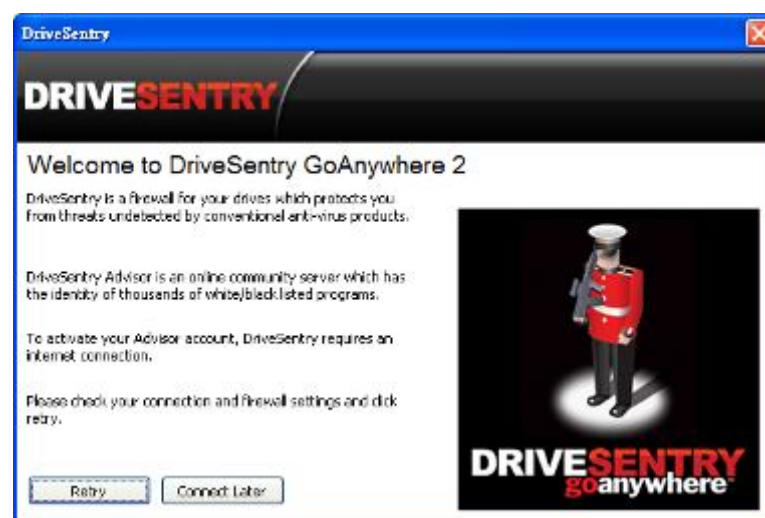 DriveSentry
DRIVESENTRY
Welcome to DriveSentry GoAnywhere 2
DriveSentry is a firewall for your drives which protects you
from threats undetected by conventional anti-virus products.
DriveSentry Advisor is an online community server which has
the identity of thousands of white/black listed programs.
To activate your Advisor account, DriveSentry requires an
internet connection.
Please check your connection and firewall settings and click
retry.
DRIVESENTRY
goanywhere
Retry
Connect Later